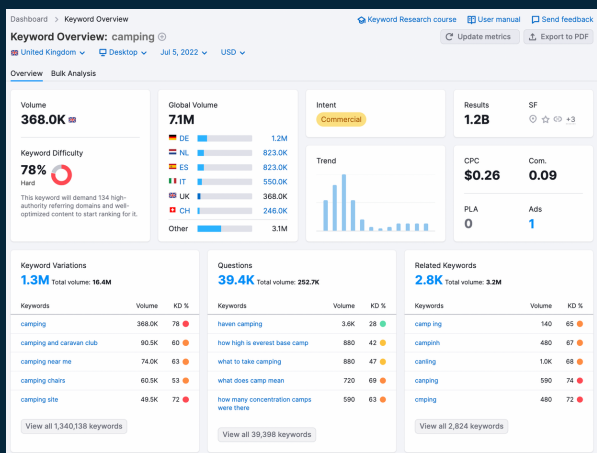 Dashboard > Keyword Overview
Keyword Research course User manual Send feedback
Keyword Overview: camping
Update metrics Export to PDF
United Kingdom Desktop Jul 5, 2022 USD
Overview Bulk Analysis
Volume
368.0K
Keyword Difficulty
78%
Hard
This keyword will demand 134 high-
authority referring domains and well-
optimized content to start ranking for it.
Global Volume
7.1M
DE 1.2M
NL 823.0K
ES 823.0K
IT 550.0K
UK 368.0K
CH 246.0K
Other 3.1M
Intent
Commercial
Trend
Results SF
1.2B +3
CPC Com.
$0.26 0.09
PLA Ads
0 1
Keyword Variations
1.3M Total volume: 16.4M
Keywords Volume KD %
camping 368.0K 78
camping and caravan club 90.5K 60
camping near me 74.0K 63
camping chairs 60.5K 53
camping site 49.5K 72
View all 1,340,138 keywords
Questions
39.4K Total volume: 252.7K
Keywords Volume KD %
haven camping 3.6K 28
how high is everest base camp 880 42
what to take camping 880 47
what does camp mean 720 69
how many concentration camps 590 63
were there
View all 39,398 keywords
Related Keywords
2.8K Total volume: 3.2M
Keywords Volume KD %
camp ing 140 65
campinh 480 67
canling 1.0K 68
canping 590 74
cmping 480 72
View all 2,824 keywords